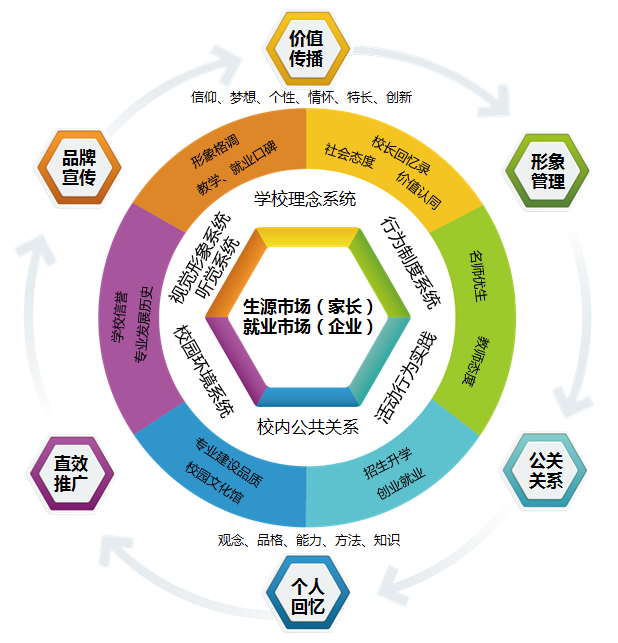 价值
传播
信仰、梦想、个性、情怀、特长、创新
品牌
宣传
形象
管理
形象格调
教学、就业口碑
校长回忆录
社会态度
价值认同
学校理念系统
视觉形象系统
听觉系统
行为制度系统
名师优生
教师态度
学校信誉
专业发展历史
生源市场（家长）
就业市场（企业）
校园环境系统
活动行为实践
校内公共关系
专业建设品质
校园文化馆
招生升学
创业就业
直效
推广
公关
关系
观念、品格、能力、方法、知识
个人
回忆